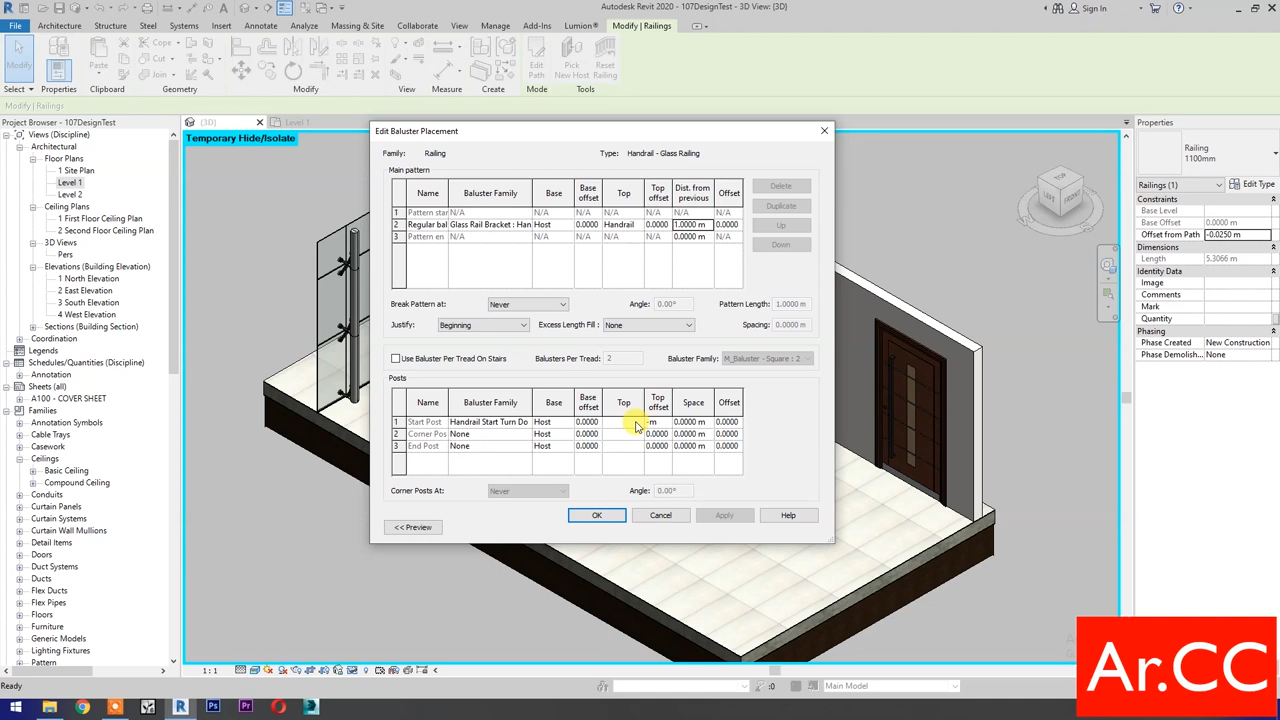 Autodesk Revit 2020 - 107DesignTest - 3D View: {3D}
Sign In
File Architecture Structure Steel Systems Insert Annotate Analyze Massing & Site Collaborate View Manage Add-Ins Lumion® Modify | Railings
Modify Paste Cope Cut Join Edit Path Pick New Host Reset Railing
Select Properties Clipboard Geometry Modify View Measure Create Mode Tools
Modify | Railings
Project Browser - 107DesignTest
Views (Discipline)
Architectural
Floor Plans
1 Site Plan
Level 1
Level 2
Ceiling Plans
1 First Floor Ceiling Plan
2 Second Floor Ceiling Plan
3D Views
Pers
Elevations (Building Elevation)
1 North Elevation
2 East Elevation
3 South Elevation
4 West Elevation
Sections (Building Section)
Coordination
Legends
Schedules/Quantities (Discipline)
Annotation
Sheets (all)
A100 - COVER SHEET
Families
Annotation Symbols
Cable Trays
Casework
Ceilings
Basic Ceiling
Compound Ceiling
Conduits
Curtain Panels
Curtain Systems
Curtain Wall Mullions
Detail Items
Doors
Duct Systems
Ducts
Flex Ducts
Flex Pipes
Floors
Furniture
Generic Models
Lighting Fixtures
Pattern
{3D} Level 1
Temporary Hide/Isolate
LEFT FRONT
Edit Baluster Placement
Family: Railing Type: Handrail - Glass Railing
Main pattern
Name Baluster Family Base Base offset Top Top offset Dist. from previous Offset
1 Pattern star N/A N/A N/A N/A N/A N/A N/A
2 Regular bal Glass Rail Bracket : Han Host 0.0000 Handrail 0.0000 1.0000 m 0.0000
3 Pattern en N/A N/A N/A N/A N/A 0.0000 m 0.0000
Delete
Duplicate
Up
Down
Break Pattern at: Never Angle: 0.00° Pattern Length: 1.0000 m
Justify: Beginning Excess Length Fill : None Spacing: 0.0000 m
Use Baluster Per Tread On Stairs Balusters Per Tread: 2 Baluster Family: M_Baluster - Square : 2
Posts
Name Baluster Family Base Base offset Top Top offset Space Offset
1 Start Post Handrail Start Turn Do Host 0.0000 m 0.0000 m 0.0000
2 Corner Pos None Host 0.0000 0.0000 0.0000 m 0.0000
3 End Post None Host 0.0000 0.0000 0.0000 m 0.0000
Corner Posts At: Never Angle: 0.00°
OK Cancel Apply Help
<< Preview
Properties
Railing
1100mm
Railings (1) Edit Type
Constraints
Base Level
Base Offset 0.0000 m
Offset from Path -0.0250 m
Dimensions
Length 5.3066 m
Identity Data
Image
Comments
Mark
Quantity
Phasing
Phase Created New Construction
Phase Demolis... None
1:1
Ready :0 Main Model
Ar.CC